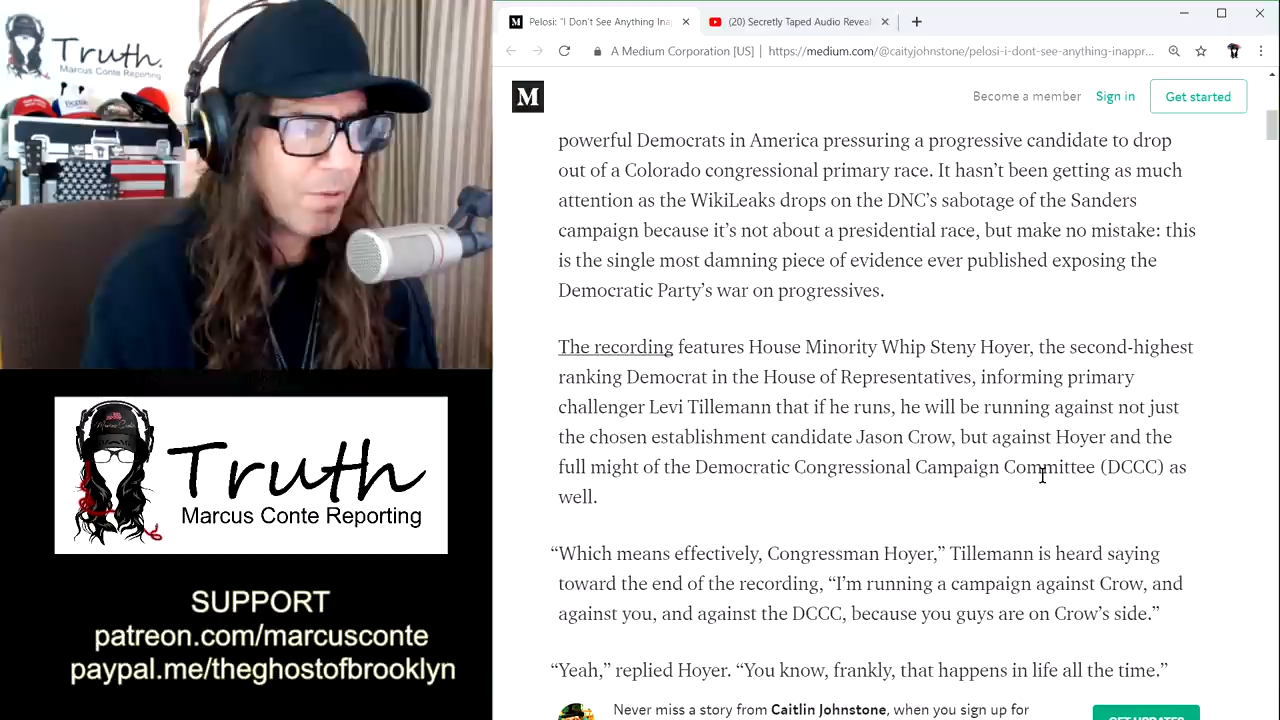 Truth.
Marcus Conte Reporting
Pelosi: "I Don't See Anything Ina
(20) Secretly Taped Audio Reveal
A Medium Corporation [US]
https://medium.com/@caityjohnstone/pelosi-i-don-t-see-anything-inappr...
M
Become a member
Sign in
Get started
powerful Democrats in America pressuring a progressive candidate to drop
out of a Colorado congressional primary race. It hasn't been getting as much
attention as the WikiLeaks drops on the DNC's sabotage of the Sanders
campaign because it's not about a presidential race, but make no mistake: this
is the single most damning piece of evidence ever published exposing the
Democratic Party's war on progressives.
The recording features House Minority Whip Steny Hoyer, the second-highest
ranking Democrat in the House of Representatives, informing primary
challenger Levi Tillemann that if he runs, he will be running against not just
the chosen establishment candidate Jason Crow, but against Hoyer and the
full might of the Democratic Congressional Campaign Committee (DCCC) as
well.
“Which means effectively, Congressman Hoyer,” Tillemann is heard saying
toward the end of the recording, “I'm running a campaign against Crow, and
against you, and against the DCCC, because you guys are on Crow's side.”
“Yeah,” replied Hoyer. “You know, frankly, that happens in life all the time.”
Never miss a story from Caitlin Johnstone, when you sign up for
GET UPDATES
Truth
Marcus Conte Reporting
SUPPORT
patreon.com/marcusconte
paypal.me/theghostofbrooklyn